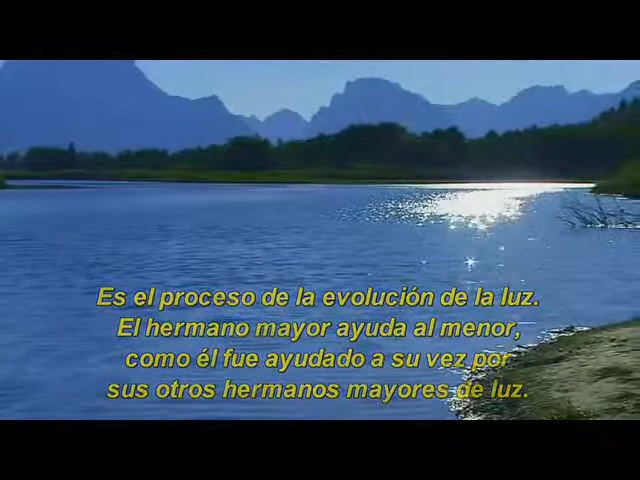 Es el proceso de la evolución de la luz.
El hermano mayor ayuda al menor,
como él fue ayudado a su vez por
sus otros hermanos mayores de luz.